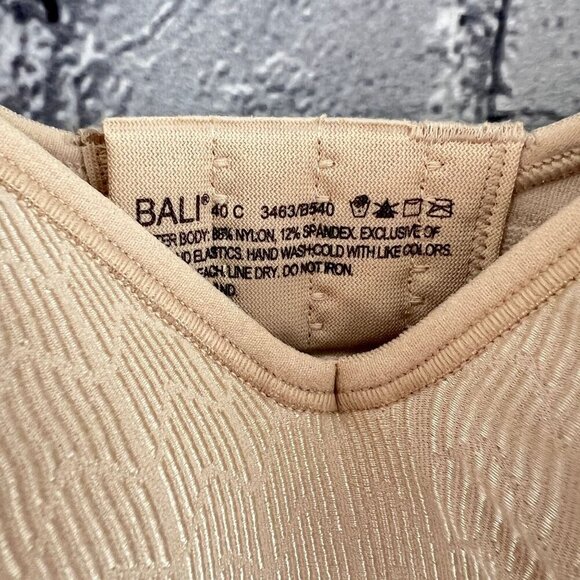 BALI® 40 C 3463/B540
BODY: 88% NYLON, 12% SPANDEX, EXCLUSIVE OF
ELASTICS. HAND WASH COLD WITH LIKE COLORS.
LINE DRY. DO NOT IRON.